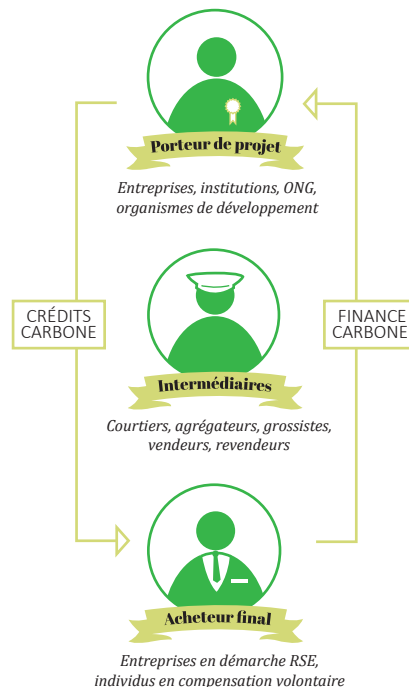 Porteur de projet
Entreprises, institutions, ONG,
organismes de développement
CRÉDITS
CARBONE
FINANCE
CARBONE
Intermédiaires
Courtiers, agrégateurs, grossistes,
vendeurs, revendeurs
Acheteur final
Entreprises en démarche RSE,
individus en compensation volontaire